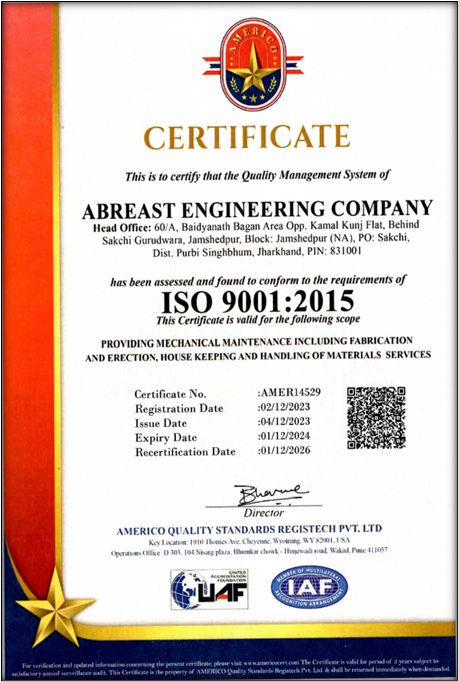 AMERICO
CERTIFICATE
This is to certify that the Quality Management System of
ABREAST ENGINEERING COMPANY
Head Office: 60/A, Baidyanath Bagan Area Opp. Kamal Kunj Flat, Behind
Sakchi Gurudwara, Jamshedpur, Block: Jamshedpur (NA), PO: Sakchi,
Dist. Purbi Singhbhum, Jharkhand, PIN: 831001
has been assessed and found to conform to the requirements of
ISO 9001:2015
This Certificate is valid for the following scope
PROVIDING MECHANICAL MAINTENANCE INCLUDING FABRICATION
AND ERECTION, HOUSE KEEPING AND HANDLING OF MATERIALS SERVICES
Certificate No. :AMER14529
Registration Date :02/12/2023
Issue Date :04/12/2023
Expiry Date :01/12/2024
Recertification Date :01/12/2026
Director
AMERICO QUALITY STANDARDS REGISTECH PVT. LTD
Key Location: 1910 Thomes Ave. Cheyenne, Wyoming, WY 82001, USA
Operations Office. D 303, 104 Nisarg plaza, Bhumkar chowk - Hinjewadi road, Wakad, Pune 411057
UNITED
ACCREDITATION
FOUNDATION
UAF
MEMBER OF MULTILATERAL
IAF
RECOGNITION ARRANGEMENT
For verification and updated information concerning the present certificate, please visit www.americocert.com The Certificate is valid for period of 3 years subject to
satisfactory annual surveillance audit. This Certificate is the property of AMERICO Quality Standards Registech Pvt. Ltd. & shall be returned immediately when demanded.